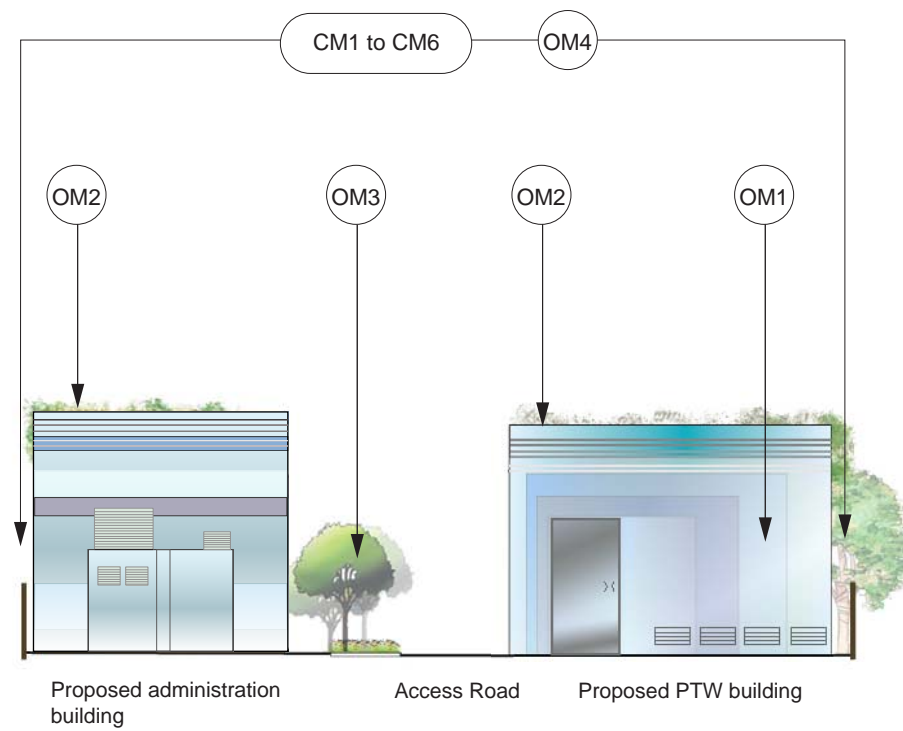 CM1 to CM6
OM4
OM2
OM3
OM2
OM1
Proposed administration
building
Access Road
Proposed PTW building